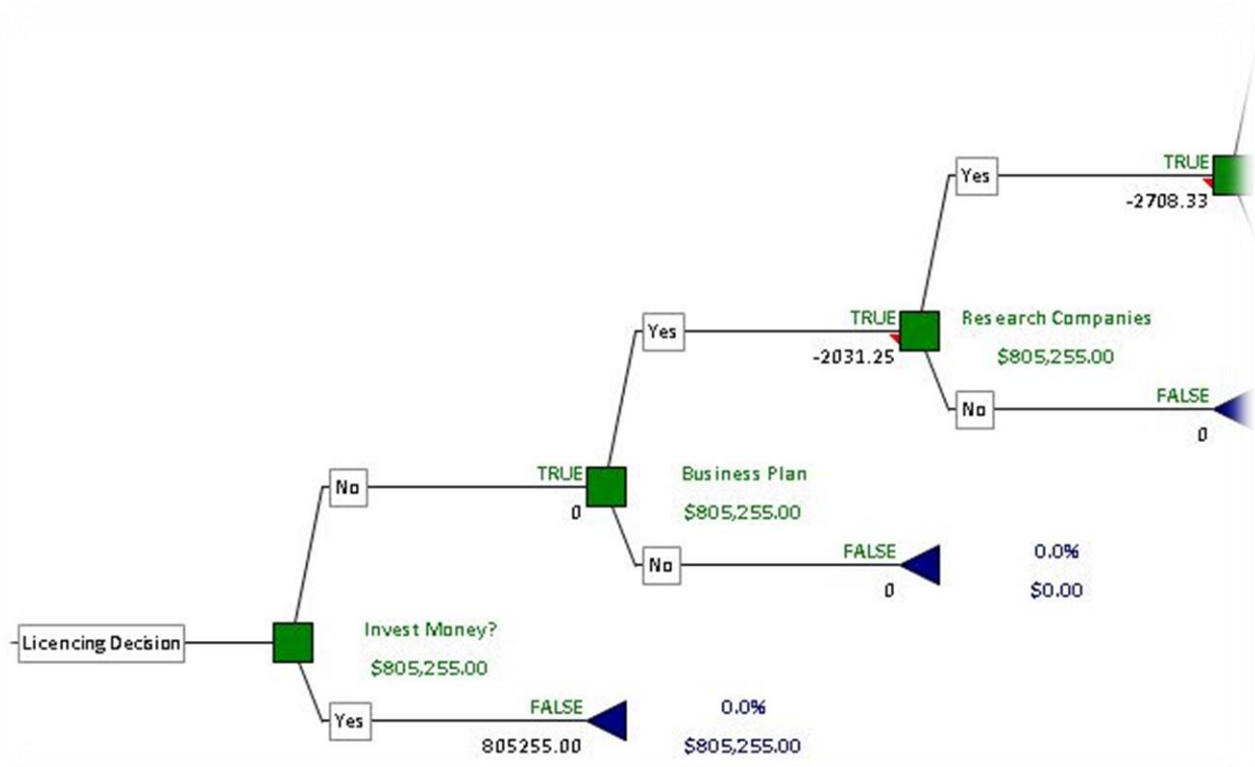 Yes
TRUE
-2708.33
Yes
TRUE
-2031.25
Research Companies
$805,255.00
No
FALSE
0
No
TRUE
0
Business Plan
$805,255.00
No
FALSE
0
0.0%
$0.00
Licencing Decision
Invest Money?
$805,255.00
Yes
FALSE
805255.00
0.0%
$805,255.00